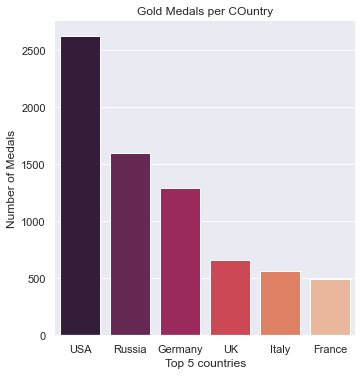 Gold Medals per COuntry
Number of Medals
2500
2000
1500
1000
500
0
USA Russia Germany UK Italy France
Top 5 countries